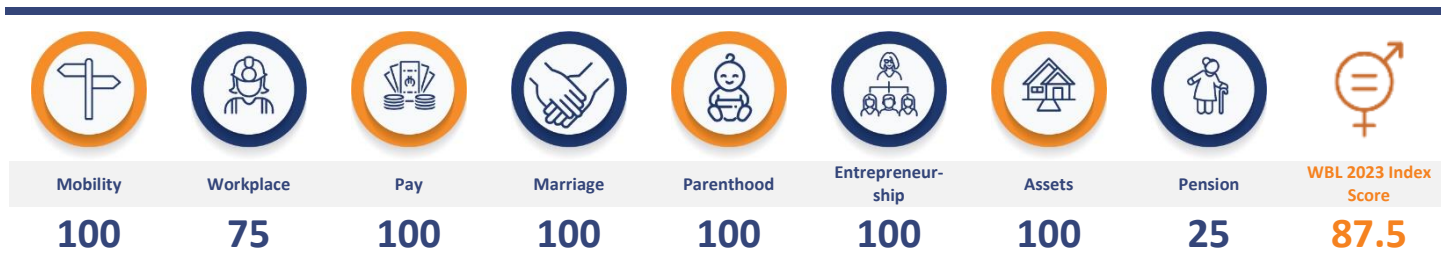 Mobility
Workplace
Pay
Marriage
Parenthood
Entrepreneur-
ship
Assets
Pension
WBL 2023 Index
Score
100
75
100
100
100
100
100
25
87.5